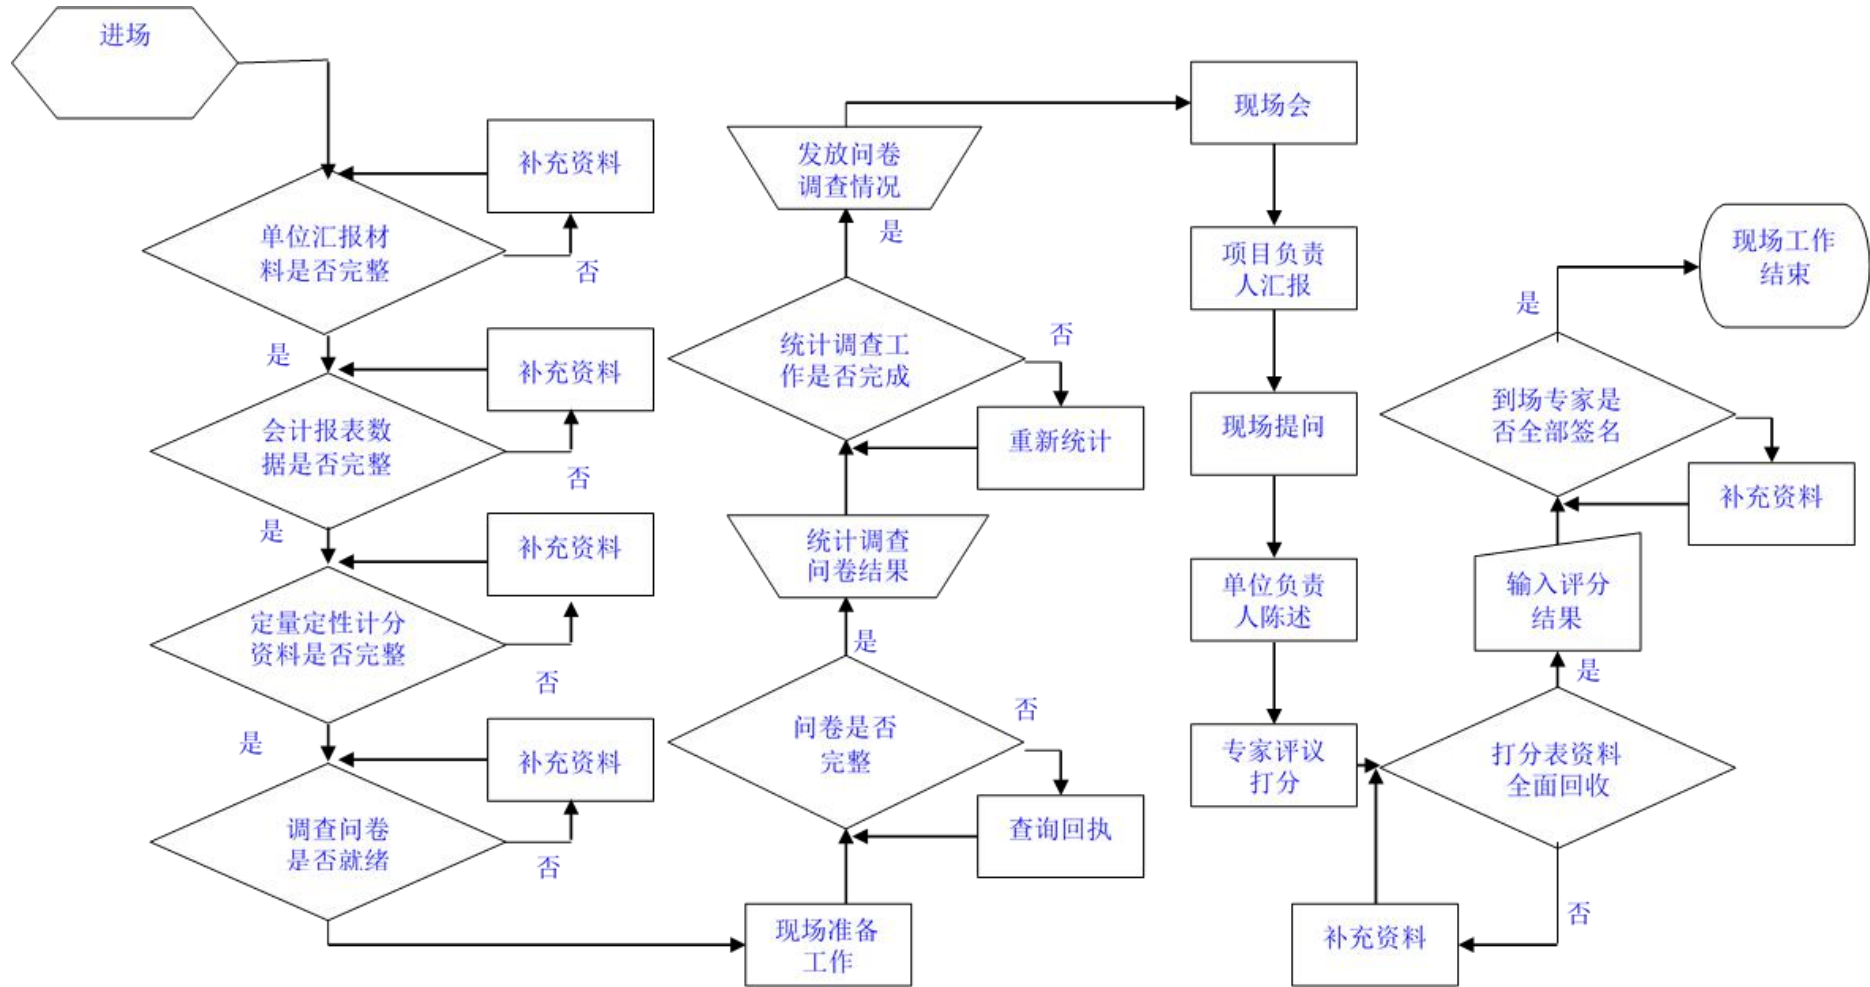 进场
补充资料
单位汇报材
料是否完整
否
是
补充资料
会计报表数
据是否完整
否
是
补充资料
定量定性计分
资料是否完整
否
是
补充资料
调查问卷
是否就绪
否
现场准备
工作
查询回执
否
问卷是否
完整
是
统计调查
问卷结果
重新统计
否
统计调查工
作是否完成
是
发放问卷
调查情况
现场会
项目负责
人汇报
现场提问
单位负责
人陈述
专家评议
打分
打分表资料
全面回收
否
补充资料
是
输入评分
结果
补充资料
到场专家是
否全部签名
是
现场工作
结束